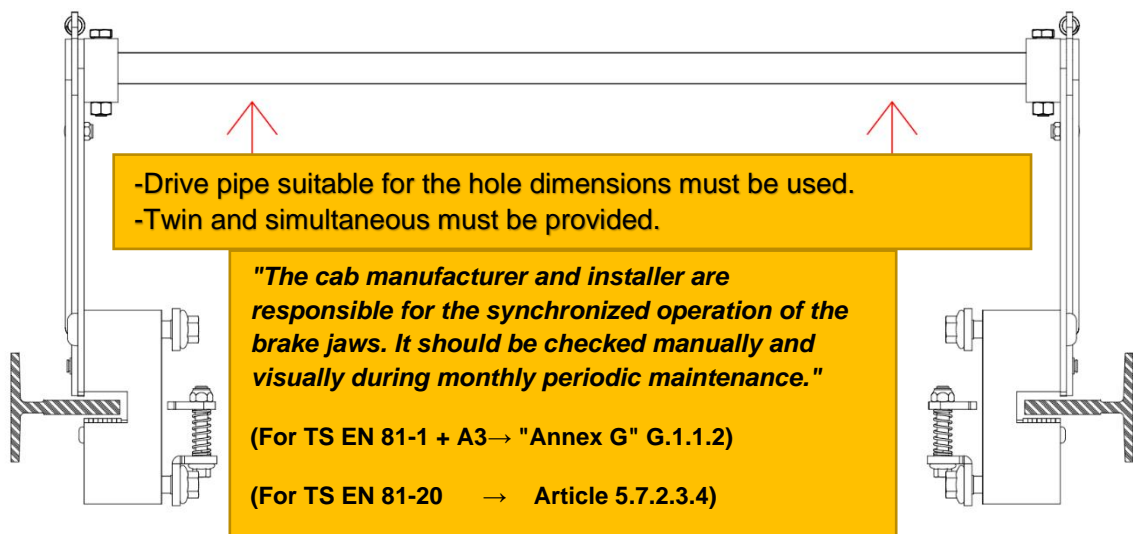 -Drive pipe suitable for the hole dimensions must be used.
-Twin and simultaneous must be provided.
"The cab manufacturer and installer are
responsible for the synchronized operation of the
brake jaws. It should be checked manually and
visually during monthly periodic maintenance."
(For TS EN 81-1 + A3→ "Annex G" G.1.1.2)
(For TS EN 81-20 → Article 5.7.2.3.4)